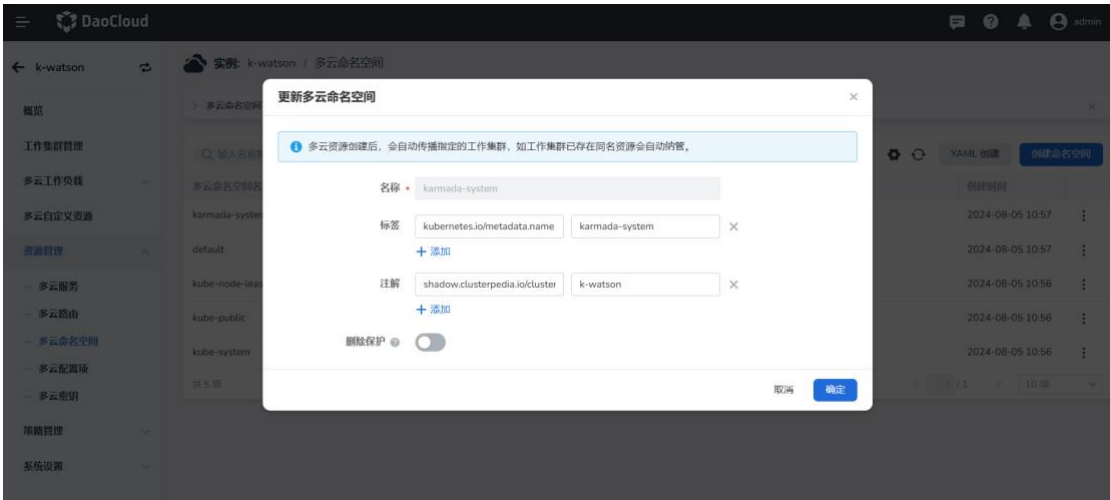 DaoCloud
admin
k-watson
实例: k-watson / 多云命名空间
概览
工作集群管理
多云工作负载
多云自定义资源
资源管理
多云服务
多云路由
多云命名空间
多云配置项
多云密钥
策略管理
系统设置
多云命名空间
YAML 创建
创建命名空间
创建时间
karmada-system
2024-08-05 10:57
default
2024-08-05 10:57
kube-node-leas
2024-08-05 10:56
kube-public
2024-08-05 10:56
kube-system
2024-08-05 10:56
共 5 项
/ 1
10 项
更新多云命名空间
多云资源创建后，会自动传播指定的工作集群，如工作集群已存在同名资源会自动纳管。
名称 • karmada-system
标签 kubernetes.io/metadata.name karmada-system
+ 添加
注解 shadow.clusterpedia.io/cluster k-watson
+ 添加
删除保护
取消
确定